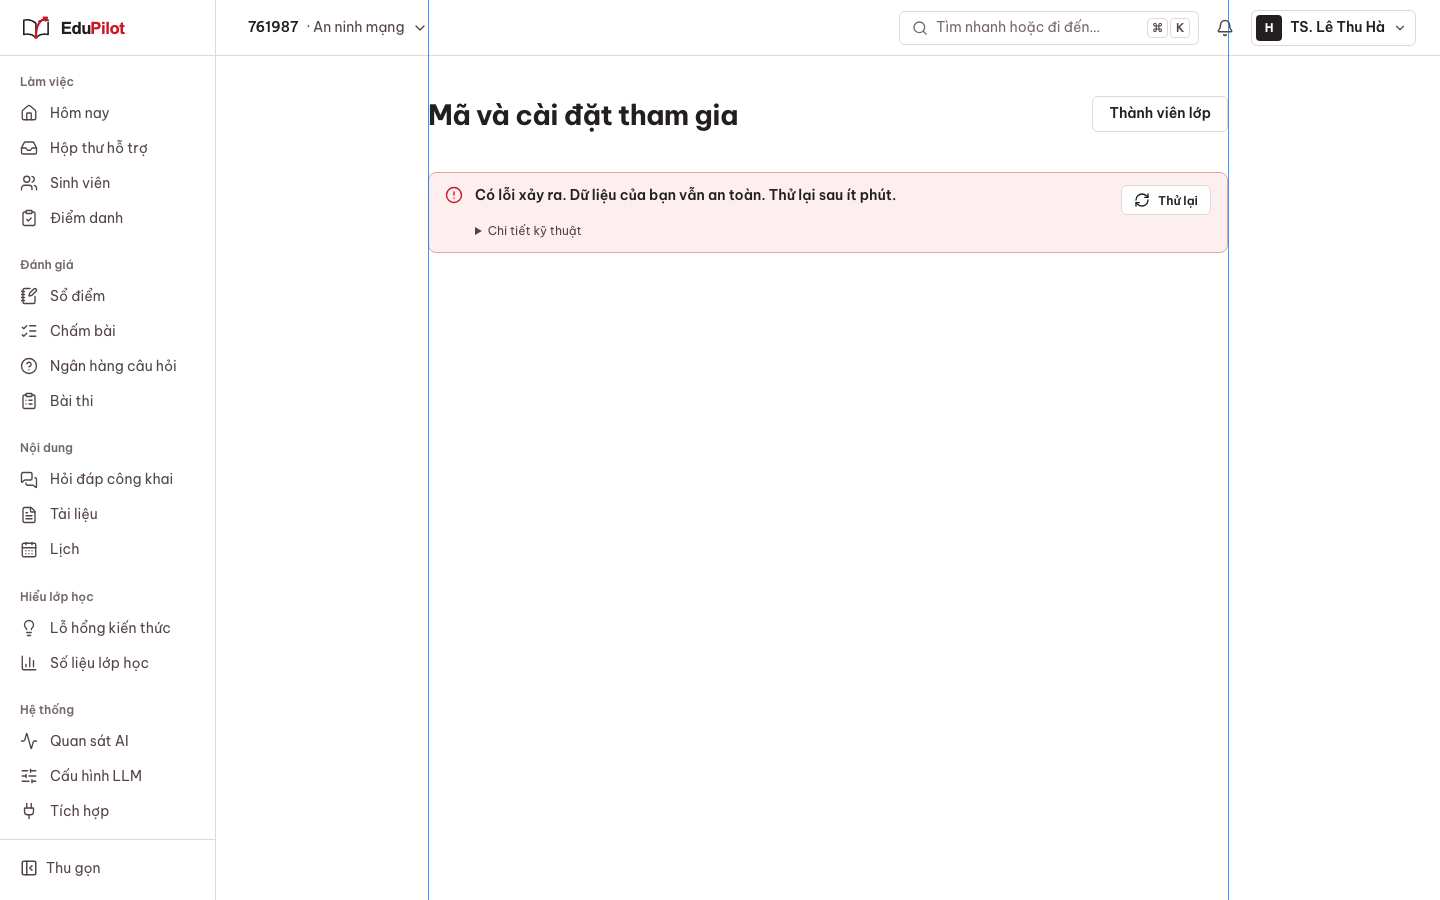 EduPilot
761987 · An ninh mạng
Tìm nhanh hoặc đi đến...
⌘ K
H
TS. Lê Thu Hà
Làm việc
Hôm nay
Hộp thư hỗ trợ
Sinh viên
Điểm danh
Đánh giá
Sổ điểm
Chấm bài
Ngân hàng câu hỏi
Bài thi
Nội dung
Hỏi đáp công khai
Tài liệu
Lịch
Hiểu lớp học
Lỗ hổng kiến thức
Số liệu lớp học
Hệ thống
Quan sát AI
Cấu hình LLM
Tích hợp
Thu gọn
Mã và cài đặt tham gia
Thành viên lớp
Có lỗi xảy ra. Dữ liệu của bạn vẫn an toàn. Thử lại sau ít phút.
Thử lại
Chi tiết kỹ thuật